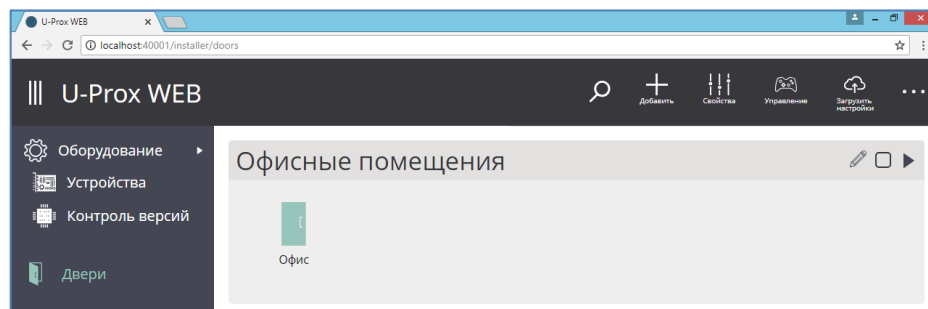 U-Prox WEB
localhost:40001/installer/doors
U-Prox WEB
Добавить
Свойства
Управление
Загрузить
настройки
Оборудование
Устройства
Контроль версий
Двери
Офисные помещения
Офис